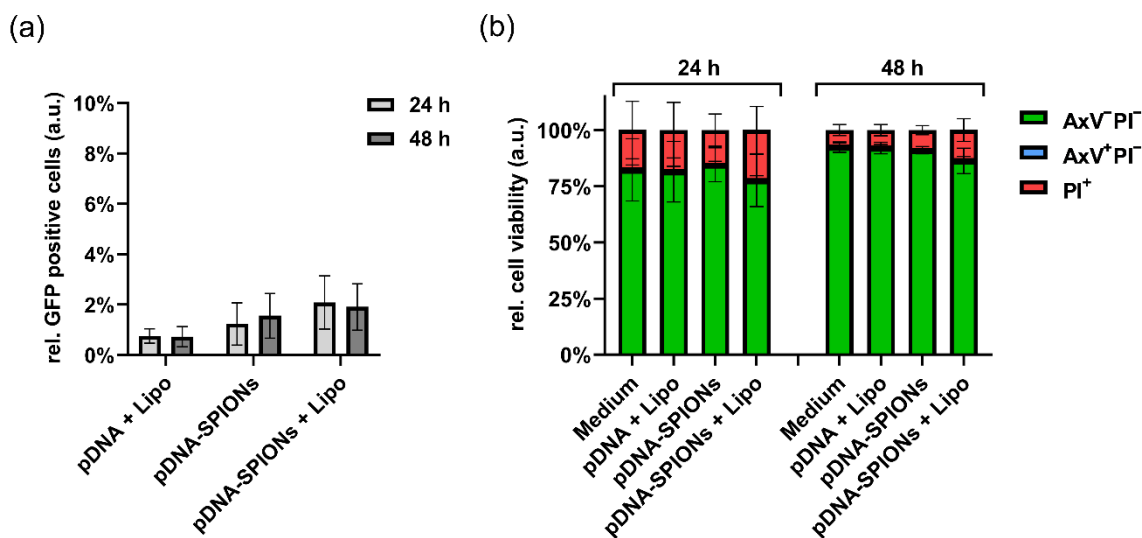 (a)
rel. GFP positive cells (a.u.)
10%
8%
6%
4%
2%
0%
24 h
48 h
pDNA + Lipo
pDNA-SPIONs
pDNA-SPIONs + Lipo
(b)
24 h
48 h
rel. cell viability (a.u.)
100%
75%
50%
25%
0%
Medium
pDNA + Lipo
pDNA-SPIONs
pDNA-SPIONs + Lipo
Medium
pDNA + Lipo
pDNA-SPIONs
pDNA-SPIONs + Lipo
AxV⁻PI⁻
AxV⁺PI⁻
PI⁺